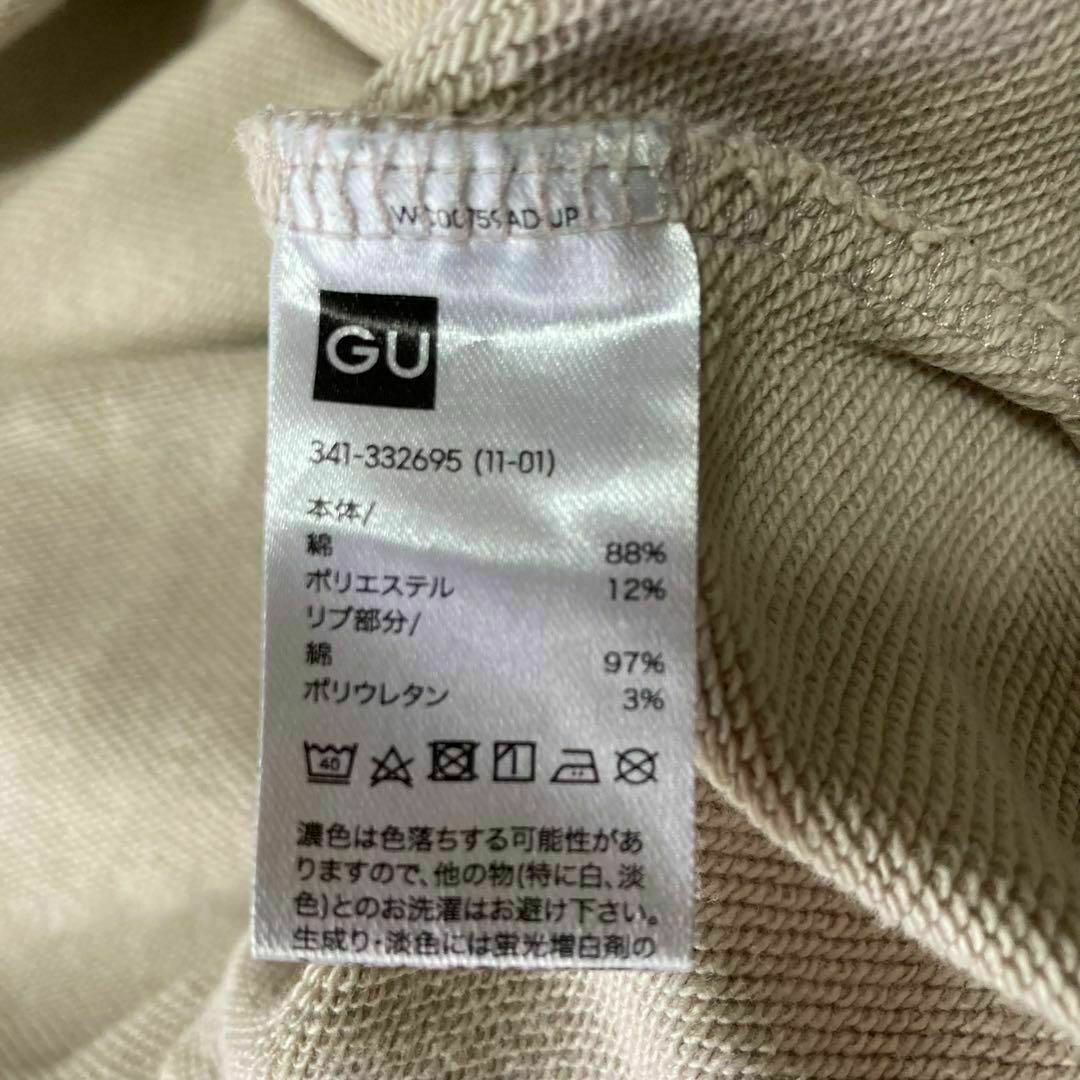 AD JP
GU
341-332695 (11-01)
本体/
綿 88%
ポリエステル 12%
リブ部分/
綿 97%
ポリウレタン 3%
40
濃色は色落ちする可能性があ
りますので、他の物(特に白、淡
色)とのお洗濯はお避け下さい。
生成り・淡色には蛍光増白剤の